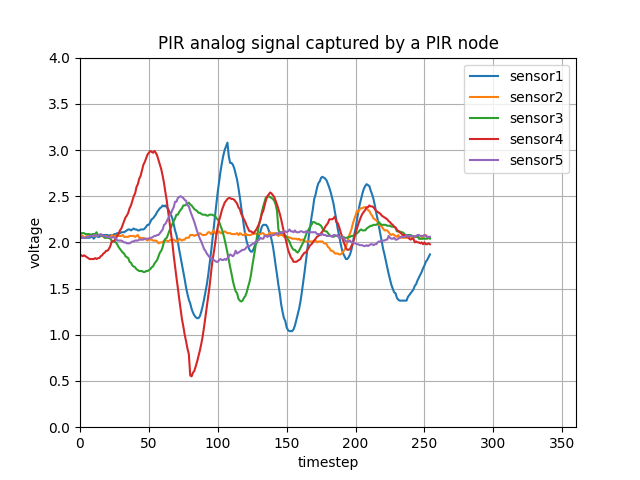 PIR analog signal captured by a PIR node
4.0
3.5
3.0
2.5
2.0
1.5
1.0
0.5
0.0
voltage
0 50 100 150 200 250 300 350
timestep
sensor1
sensor2
sensor3
sensor4
sensor5